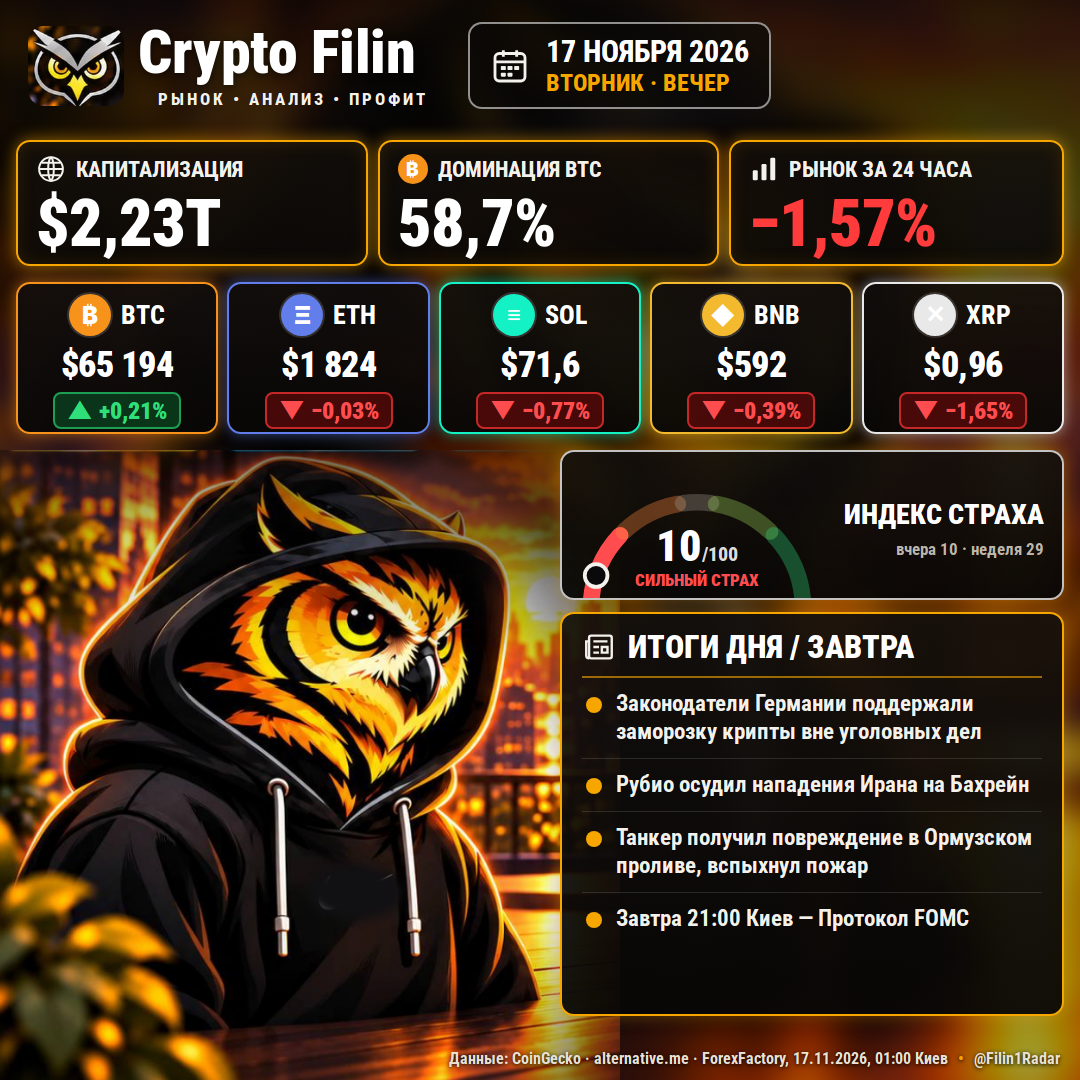 Crypto Filin
РЫНОК • АНАЛИЗ • ПРОФИТ
17 НОЯБРЯ 2026
ВТОРНИК · ВЕЧЕР
КАПИТАЛИЗАЦИЯ
$2,23T
ДОМИНАЦИЯ BTC
58,7%
РЫНОК ЗА 24 ЧАСА
−1,57%
BTC
$65 194
▲ +0,21%
ETH
$1 824
▼ −0,03%
SOL
$71,6
▼ −0,77%
BNB
$592
▼ −0,39%
XRP
$0,96
▼ −1,65%
10/100
СИЛЬНЫЙ СТРАХ
ИНДЕКС СТРАХА
вчера 10 · неделя 29
ИТОГИ ДНЯ / ЗАВТРА
Законодатели Германии поддержали
заморозку крипты вне уголовных дел
Рубио осудил нападения Ирана на Бахрейн
Танкер получил повреждение в Ормузском
проливе, вспыхнул пожар
Завтра 21:00 Киев — Протокол FOMC
Данные: CoinGecko · alternative.me · ForexFactory, 17.11.2026, 01:00 Киев • @Filin1Radar